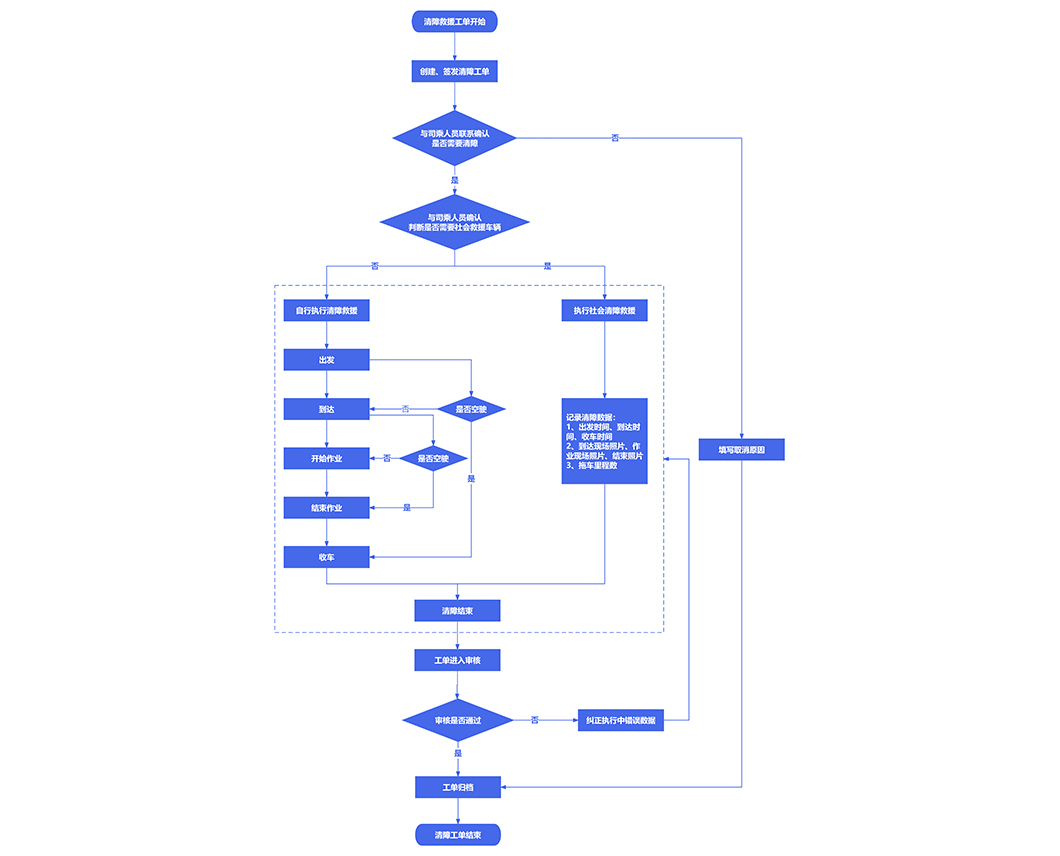 清障救援工单开始
创建、签发清障工单
与司乘人员联系确认
是否需要清障
否
是
与司乘人员确认
判断是否需要社会救援车辆
否
是
自行执行清障救援
执行社会清障救援
出发
到达
否
是否空驶
记录清障数据：
1、出发时间、到达时
间、收车时间
2、到达现场照片、作
业现场照片、结束照片
3、拖车里程数
填写取消原因
开始作业
否
是否空驶
是
结束作业
是
收车
清障结束
工单进入审核
审核是否通过
否
纠正执行中错误数据
是
工单归档
清障工单结束